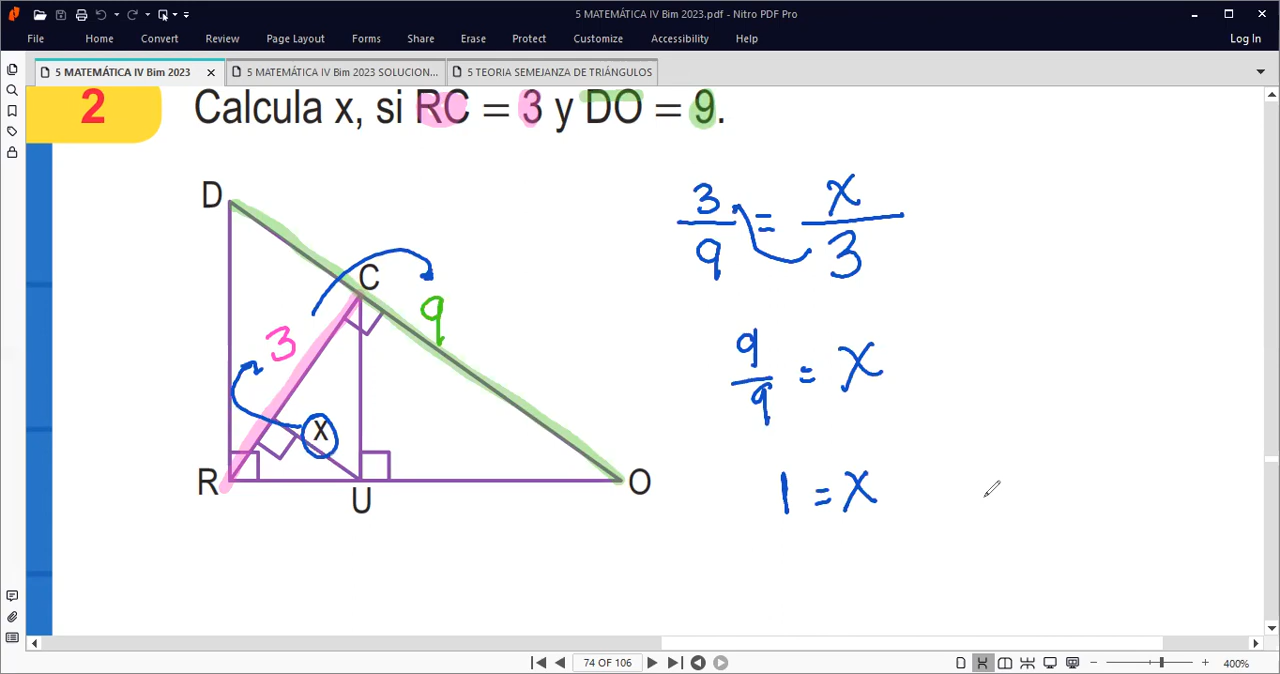 5 MATEMÁTICA IV Bim 2023.pdf - Nitro PDF Pro
File Home Convert Review Page Layout Forms Share Erase Protect Customize Accessibility Help Log In
5 MATEMÁTICA IV Bim 2023 5 MATEMÁTICA IV Bim 2023 SOLUCION... 5 TEORIA SEMEJANZA DE TRIÁNGULOS
2 Calcula x, si RC = 3 y DO = 9.
D
C
9
3
x
R
U
O
3/9 = x/3
9/9 = x
1 = x
74 OF 106
400%